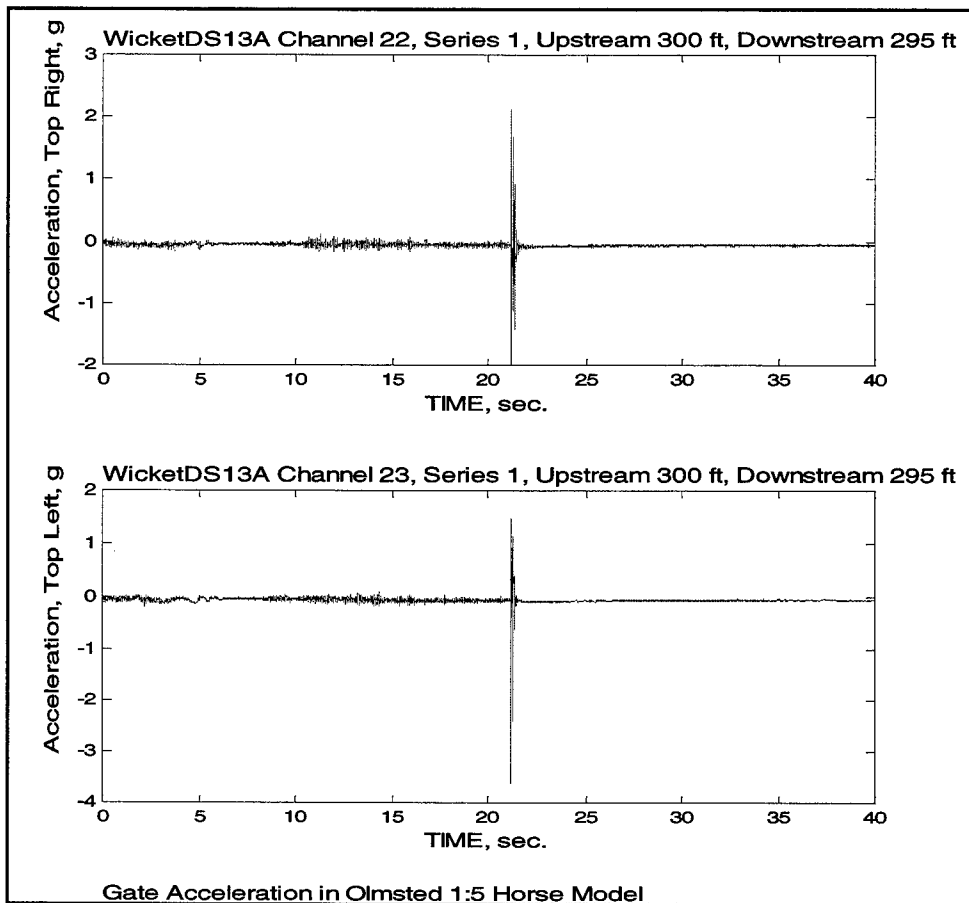 WicketDS13A Channel 22, Series 1, Upstream 300 ft, Downstream 295 ft
Acceleration, Top Right, g
3
2
1
0
-1
-2
0 5 10 15 20 25 30 35 40
TIME, sec.
WicketDS13A Channel 23, Series 1, Upstream 300 ft, Downstream 295 ft
Acceleration, Top Left, g
2
1
0
-1
-2
-3
-4
0 5 10 15 20 25 30 35 40
TIME, sec.
Gate Acceleration in Olmsted 1:5 Horse Model